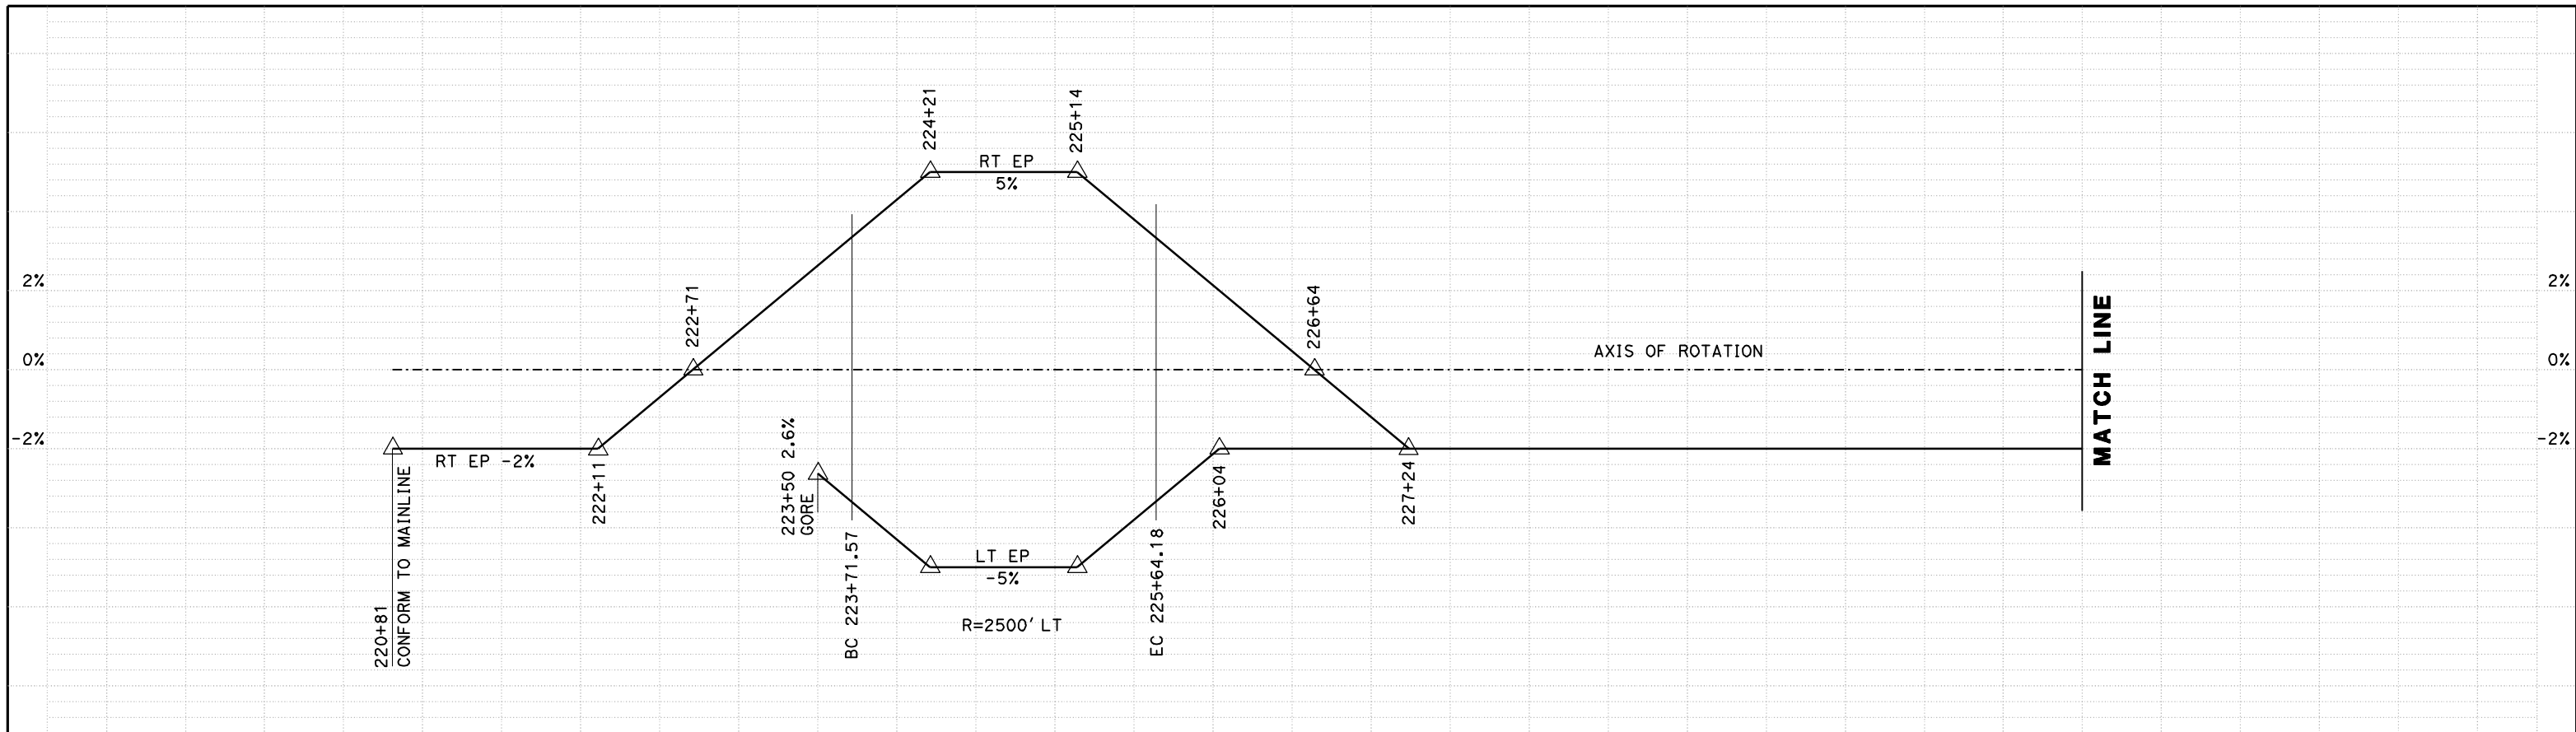 224+21
225+14
RT EP
5%
2%
2%
222+71
226+64
MATCH LINE
AXIS OF ROTATION
0%
0%
-2%
-2%
RT EP -2%
222+11
223+50 2.6%
GORE
226+04
227+24
220+81
CONFORM TO MAINLINE
BC 223+71.57
EC 225+64.18
LT EP
-5%
R=2500' LT